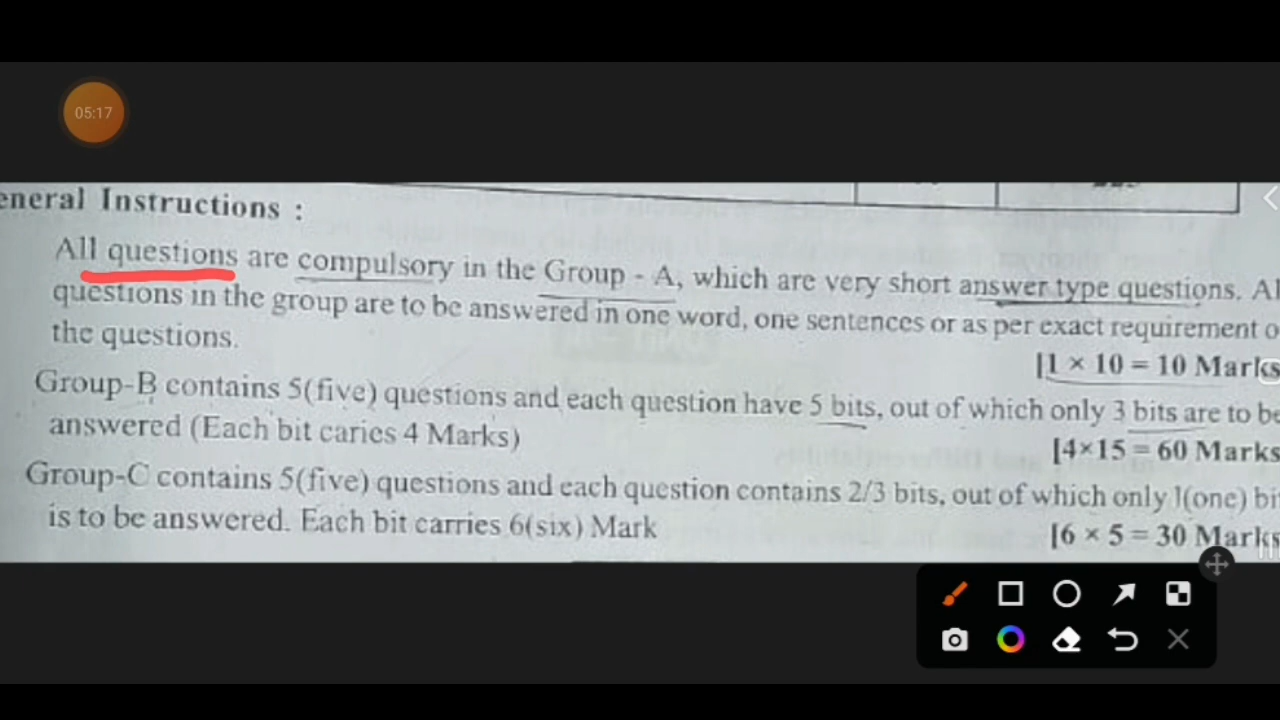 05:17
eneral Instructions :
All questions are compulsory in the Group - A, which are very short answer type questions. Al
questions in the group are to be answered in one word, one sentences or as per exact requirement o
the questions.
[1 × 10 = 10 Marks
Group-B contains 5(five) questions and each question have 5 bits, out of which only 3 bits are to be
answered (Each bit caries 4 Marks)
[4×15 = 60 Marks
Group-C contains 5(five) questions and each question contains 2/3 bits, out of which only 1(one) bit
is to be answered. Each bit carries 6(six) Mark
[6 × 5 = 30 Marks